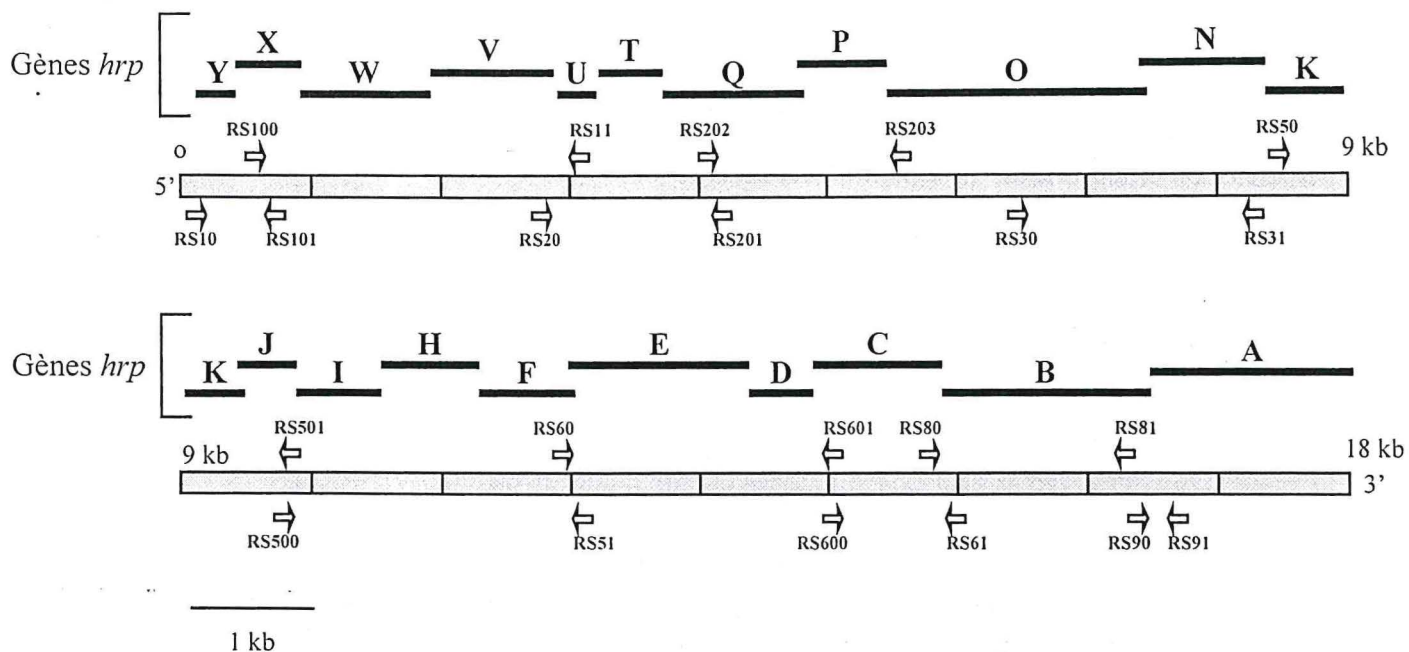 Gènes hrp
Y X W V U T Q P O N K
RS100 RS11 RS202 RS203 RS50
o 9 kb
5'
RS10 RS101 RS20 RS201 RS30 RS31
Gènes hrp
K J I H F E D C B A
RS501 RS60 RS601 RS80 RS81
9 kb 18 kb
3'
RS500 RS51 RS600 RS61 RS90 RS91
1 kb